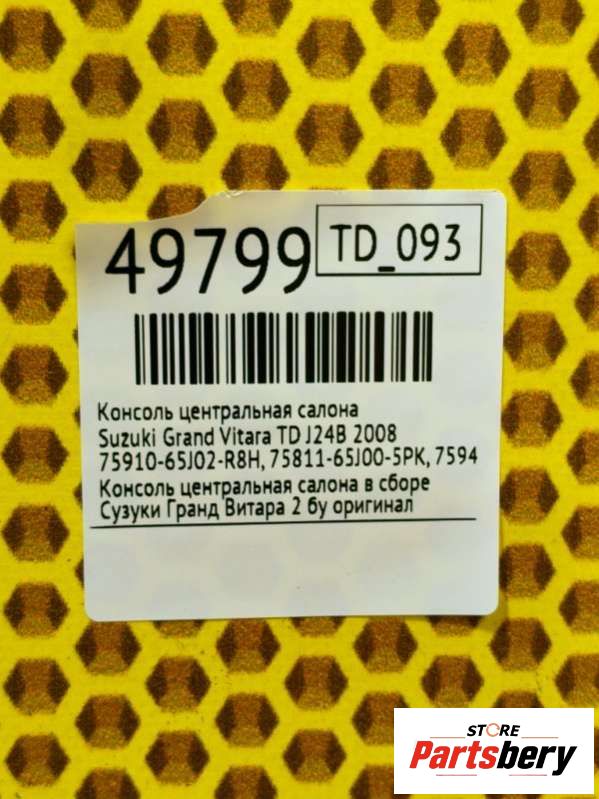 49799 TD_093
Консоль центральная салона
Suzuki Grand Vitara TD J24B 2008
75910-65J02-R8H, 75811-65J00-5PK, 7594
Консоль центральная салона в сборе
Сузуки Гранд Витара 2 бу оригинал
STORE
Partsbery